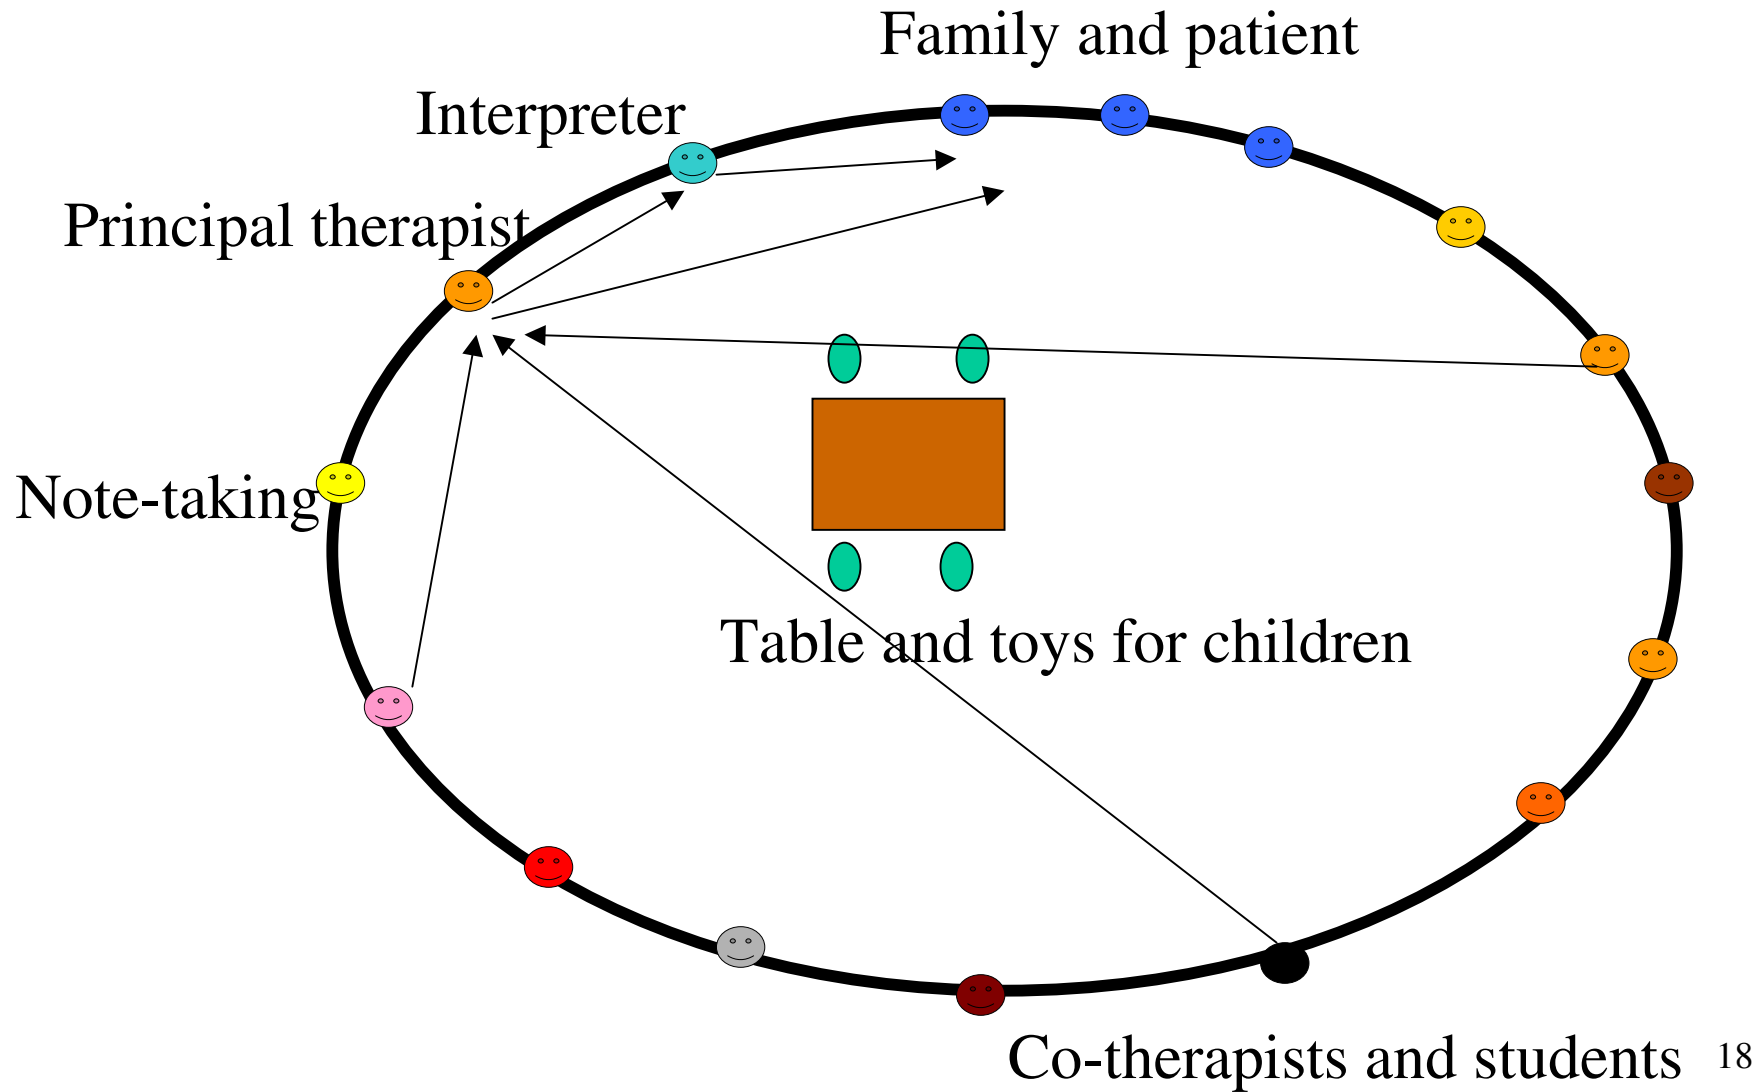 Family and patient
Interpreter
Principal therapist
Note-taking
Table and toys for children
Co-therapists and students
18